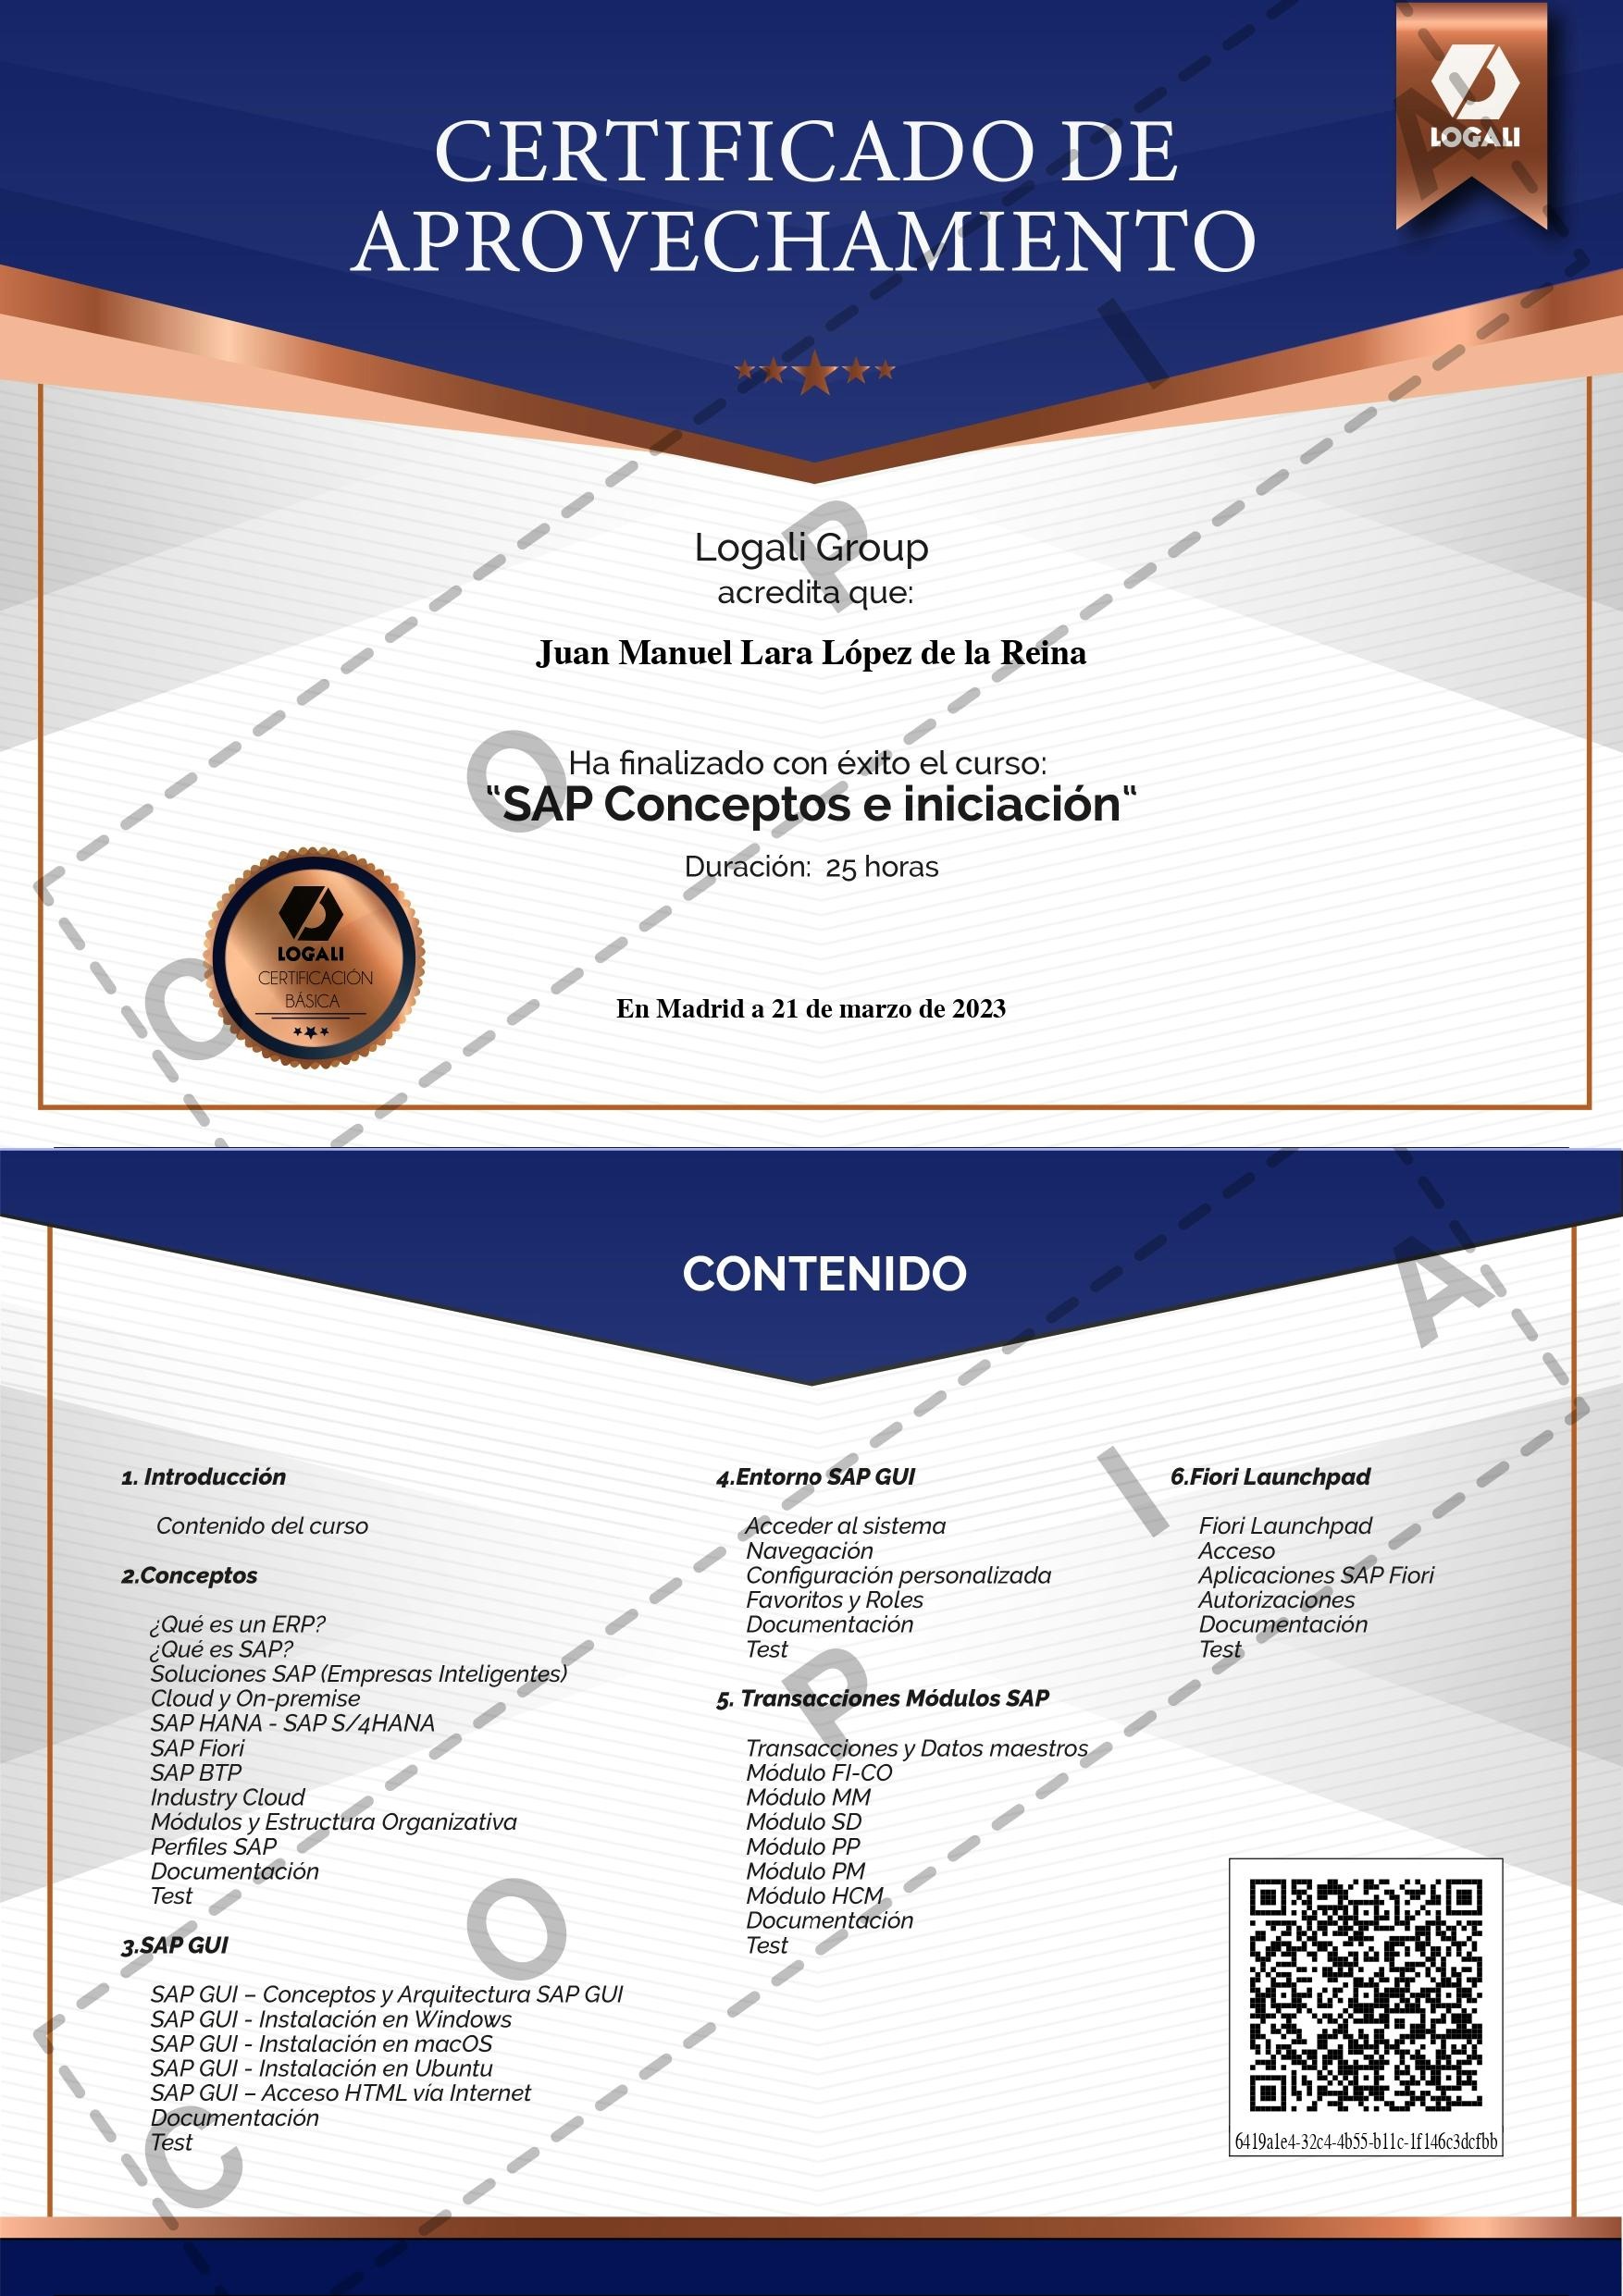 CERTIFICADO DE
APROVECHAMIENTO
LOGALI
Logali Group
acredita que:
Juan Manuel Lara López de la Reina
Ha finalizado con éxito el curso:
“SAP Conceptos e iniciación“
Duración: 25 horas
LOGALI
CERTIFICACIÓN
BÁSICA
En Madrid a 21 de marzo de 2023
COPIA
CONTENIDO
1. Introducción
Contenido del curso
2.Conceptos
¿Qué es un ERP?
¿Qué es SAP?
Soluciones SAP (Empresas Inteligentes)
Cloud y On-premise
SAP HANA - SAP S/4HANA
SAP Fiori
SAP BTP
Industry Cloud
Módulos y Estructura Organizativa
Perfiles SAP
Documentación
Test
3.SAP GUI
SAP GUI – Conceptos y Arquitectura SAP GUI
SAP GUI - Instalación en Windows
SAP GUI - Instalación en macOS
SAP GUI - Instalación en Ubuntu
SAP GUI – Acceso HTML vía Internet
Documentación
Test
4.Entorno SAP GUI
Acceder al sistema
Navegación
Configuración personalizada
Favoritos y Roles
Documentación
Test
5. Transacciones Módulos SAP
Transacciones y Datos maestros
Módulo FI-CO
Módulo MM
Módulo SD
Módulo PP
Módulo PM
Módulo HCM
Documentación
Test
6.Fiori Launchpad
Fiori Launchpad
Acceso
Aplicaciones SAP Fiori
Autorizaciones
Documentación
Test
6419a1e4-32c4-4b55-b11c-1f146c3dcfbb
COPIA